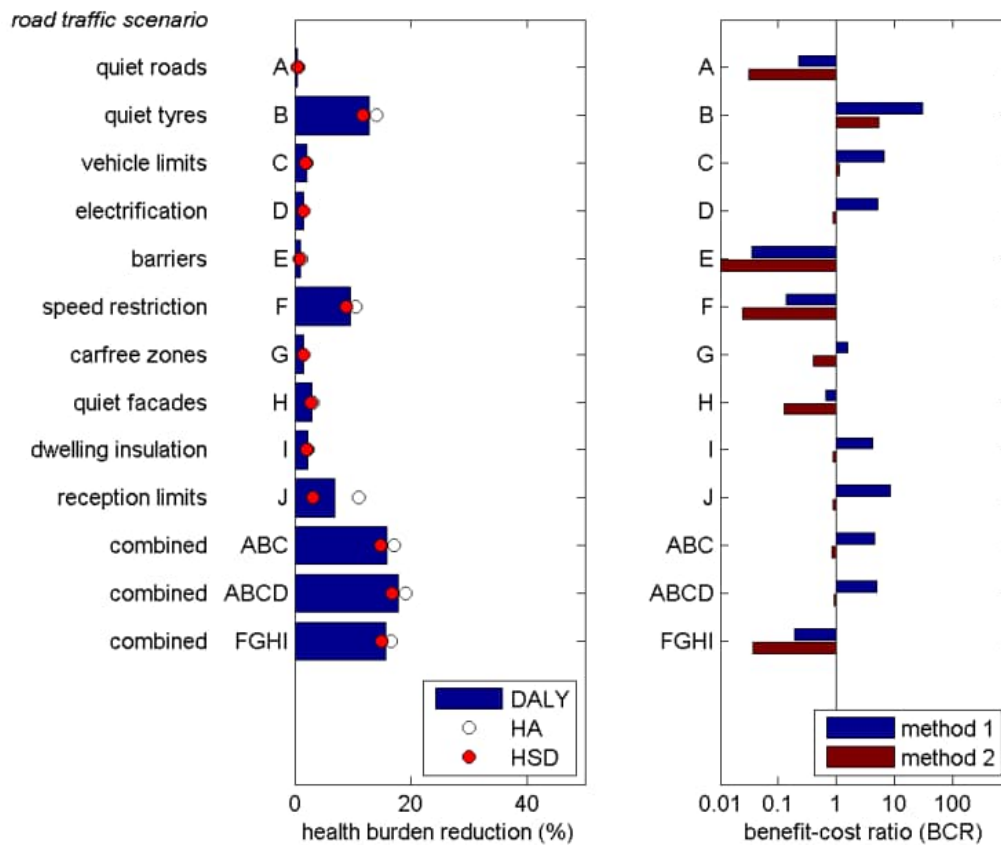 road traffic scenario
quiet roads A A
quiet tyres B B
vehicle limits C C
electrification D D
barriers E E
speed restriction F F
carfree zones G G
quiet facades H H
dwelling insulation I I
reception limits J J
combined ABC ABC
combined ABCD ABCD
combined FGHI FGHI
DALY
HA
HSD
method 1
method 2
0 20 40
health burden reduction (%)
0.01 0.1 1 10 100
benefit-cost ratio (BCR)